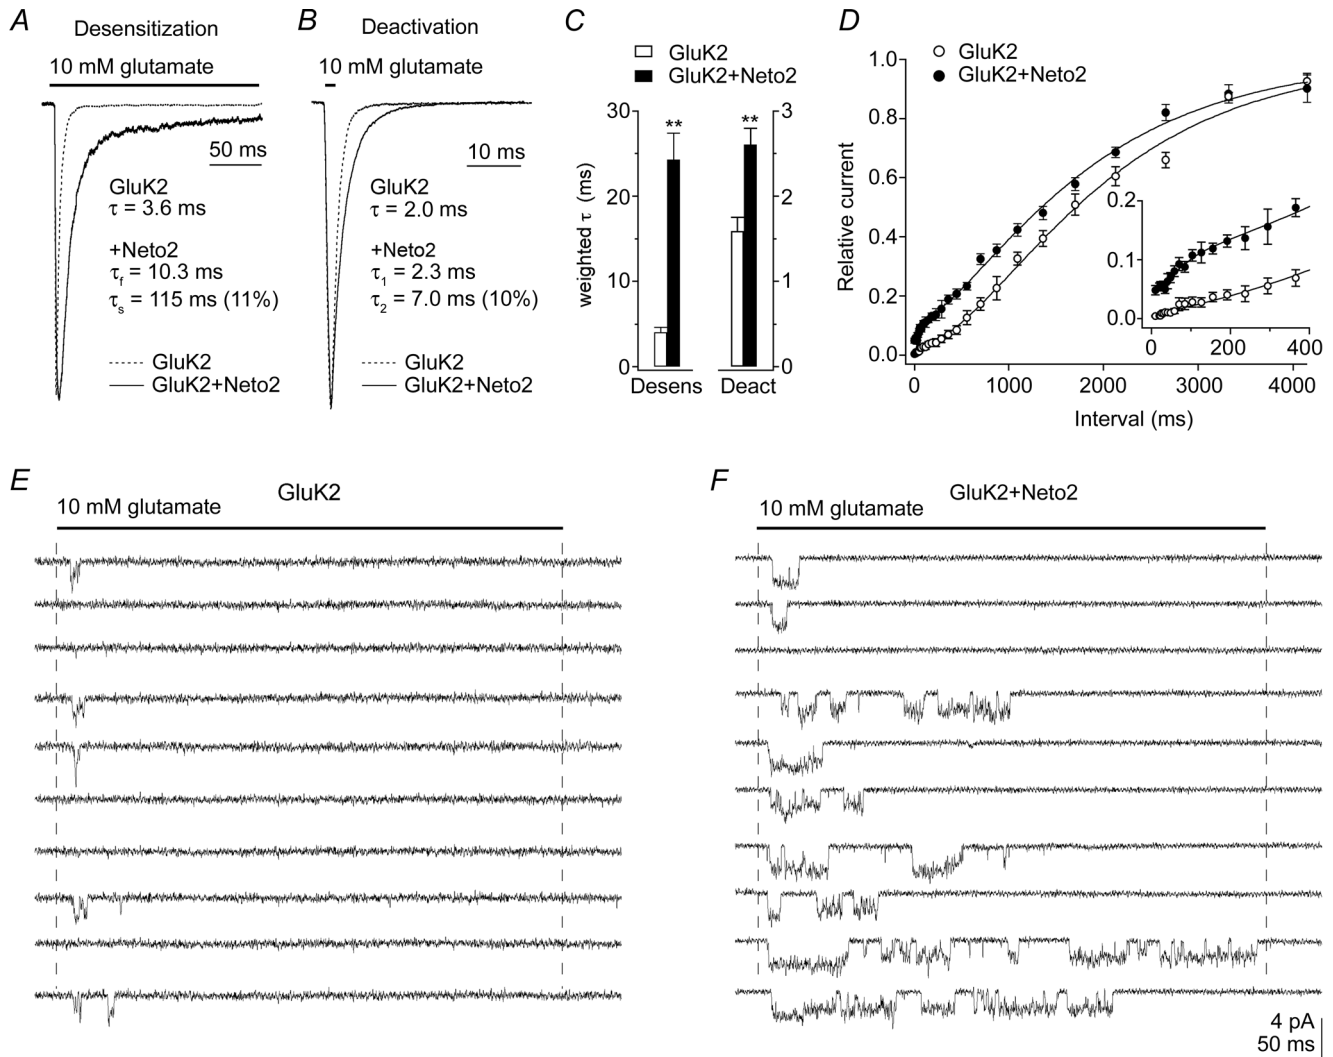 A
Desensitization
10 mM glutamate
50 ms
GluK2
τ = 3.6 ms
+Neto2
τf = 10.3 ms
τs = 115 ms (11%)
GluK2
GluK2+Neto2
B
Deactivation
10 mM glutamate
10 ms
GluK2
τ = 2.0 ms
+Neto2
τ1 = 2.3 ms
τ2 = 7.0 ms (10%)
GluK2
GluK2+Neto2
C
GluK2
GluK2+Neto2
weighted τ (ms)
30
20
10
0
**
**
3
2
1
0
Desens
Deact
D
GluK2
GluK2+Neto2
Relative current
1.0
0.8
0.6
0.4
0.2
0.0
0
1000
2000
3000
4000
Interval (ms)
0.2
0.1
0.0
0
200
400
E
GluK2
10 mM glutamate
F
GluK2+Neto2
10 mM glutamate
4 pA
50 ms